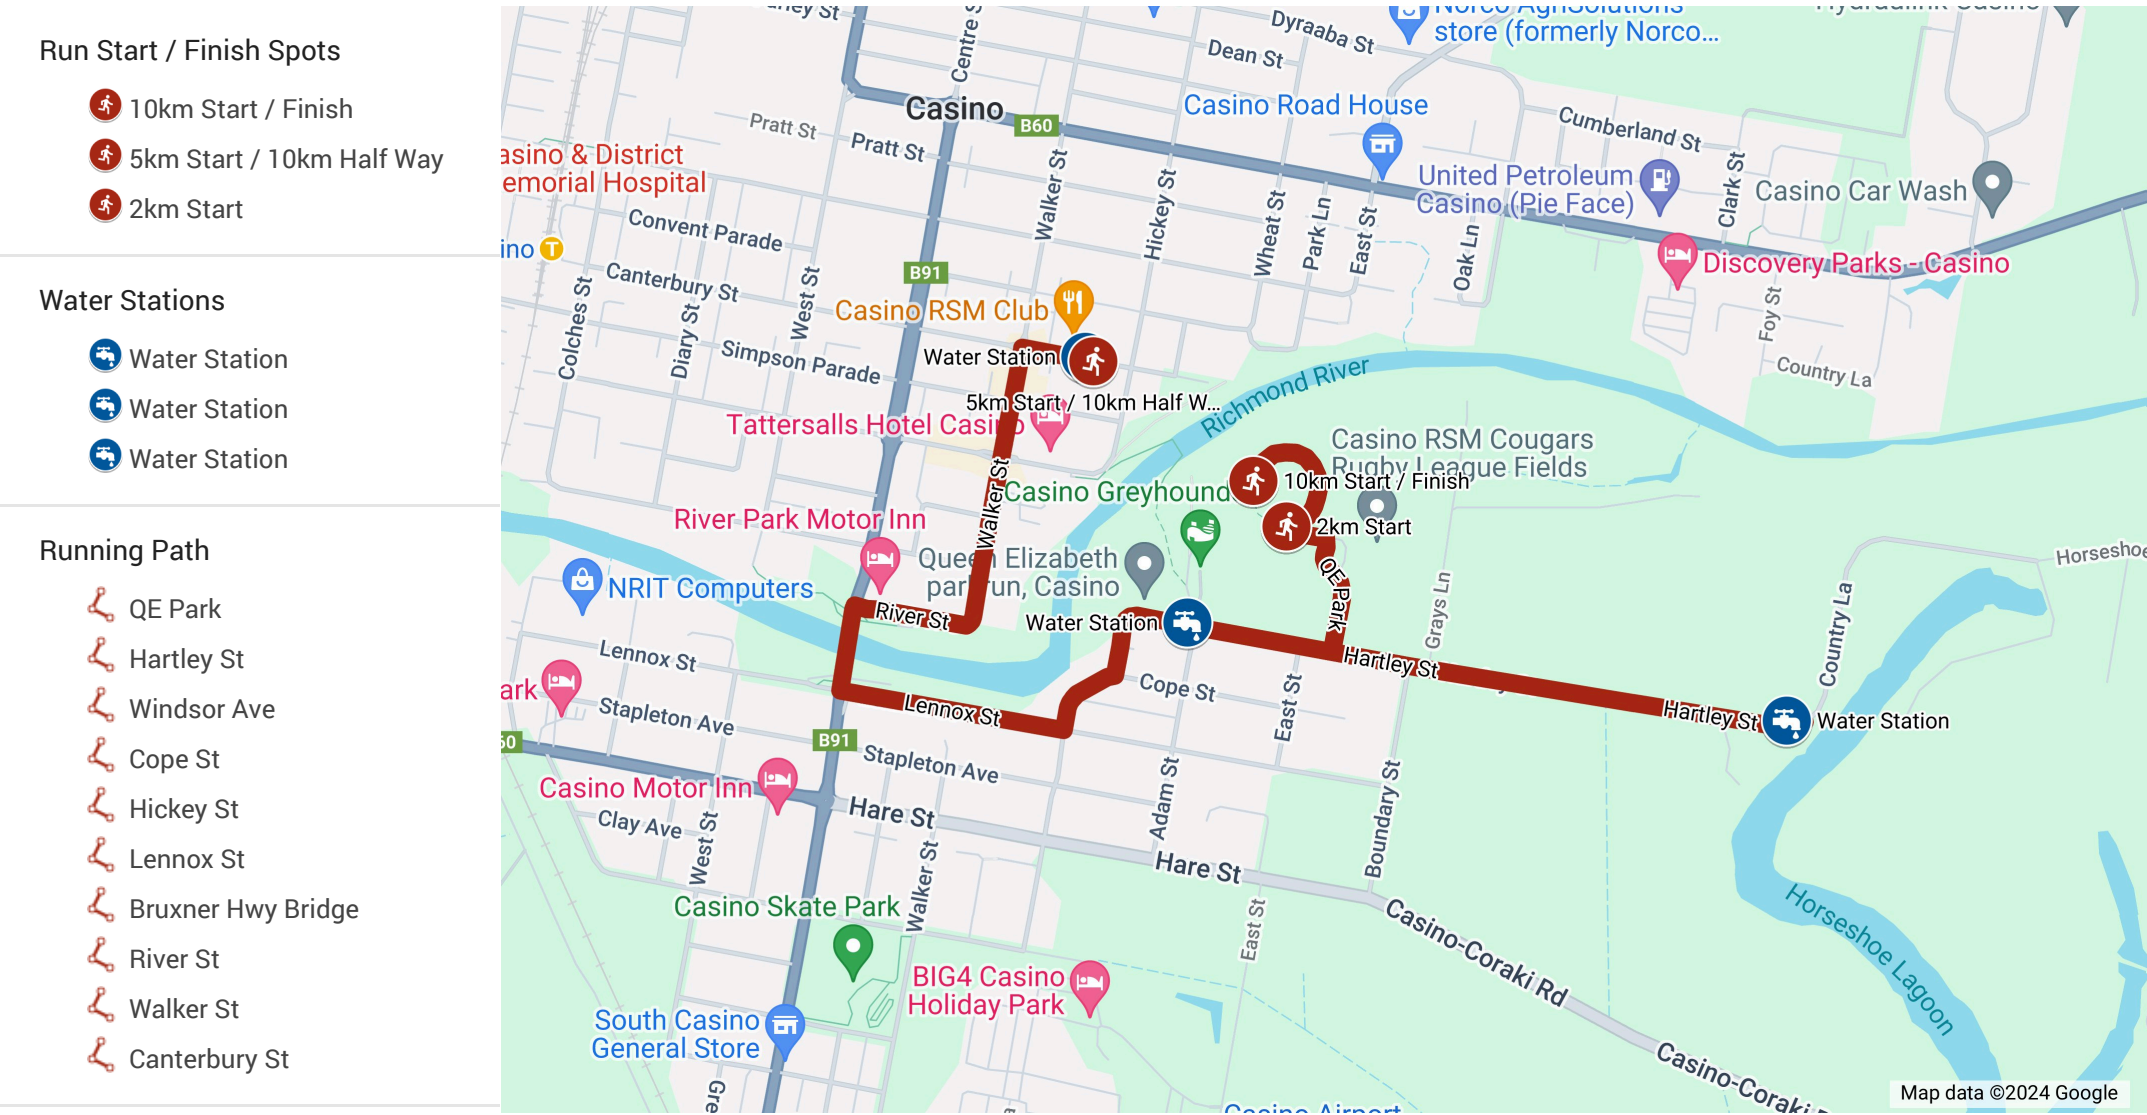 Run Start / Finish Spots
10km Start / Finish
5km Start / 10km Half Way
2km Start
Water Stations
Water Station
Water Station
Water Station
Running Path
QE Park
Hartley St
Windsor Ave
Cope St
Hickey St
Lennox St
Bruxner Hwy Bridge
River St
Walker St
Canterbury St
Centre S
Dyraaba St
Dean St
store (formerly Norco...
Casino
B60
Casino Road House
Cumberland St
Pratt St
Pratt St
asino & District
emorial Hospital
Walker St
Hickey St
Wheat St
Park Ln
East St
Oak Ln
United Petroleum
Casino (Pie Face)
Clark St
Casino Car Wash
Convent Parade
ino
T
Canterbury St
B91
West St
Colches St
Diary St
Casino RSM Club
Discovery Parks - Casino
Foy St
Simpson Parade
Water Station
Country La
5km Start / 10km Half W...
Richmond River
Tattersalls Hotel Casino
Casino RSM Cougars
Rugby League Fields
10km Start / Finish
Casino Greyhound
Walker St
2km Start
River Park Motor Inn
Queen Elizabeth
parkrun, Casino
QE Park
NRIT Computers
River St
Water Station
Grays Ln
Country La
Horseshoe
Lennox St
Hartley St
ark
Cope St
Stapleton Ave
Lennox St
East St
Hartley St
Water Station
60
B91
Stapleton Ave
Casino Motor Inn
Hare St
Adam St
Boundary St
Clay Ave
West St
Walker St
Hare St
Casino Skate Park
East St
Casino-Coraki Rd
Horseshoe Lagoon
BIG4 Casino
Holiday Park
South Casino
General Store
Gre
Casino-Coraki R
Map data ©2024 Google